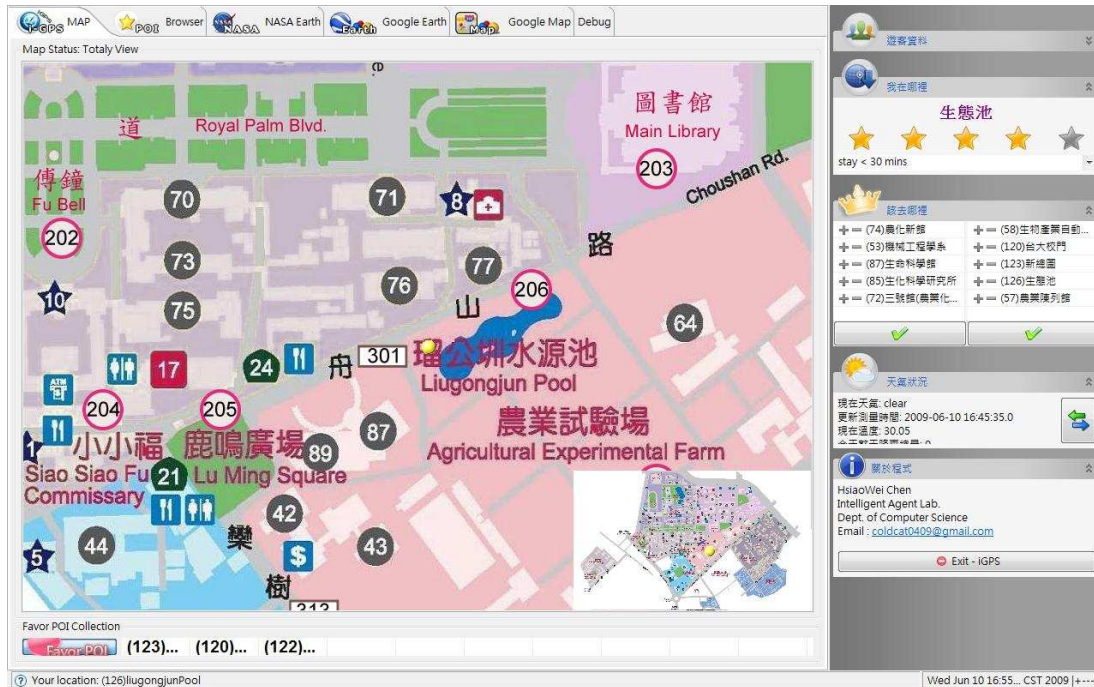 i-GPS MAP
POI Browser
NASA NASA Earth
Earth Google Earth
Map Google Map
Debug
Map Status: Totaly View
道
Royal Palm Blvd.
圖書館
Main Library
203
Choushan Rd.
傅鐘
Fu Bell
202
70
71
8
73
76
77
路
10
75
山
206
64
17
24
舟
301
瑠公圳水源池
Liugongjun Pool
ATM
204
205
農業試驗場
Agricultural Experimental Farm
1
小小福
鹿鳴廣場
89
87
Siao Siao Fu
Commissary
21
Lu Ming Square
42
44
43
5
欒
$
樹
313
Favor POI Collection
Favor POI
(123)...
(120)...
(122)...
Your location: (126)liugongjunPool
遊客資料
我在哪裡
生態池
stay < 30 mins
該去哪裡
(74)農化新館
(58)生物產業自動...
(53)機械工程學系
(120)台大校門
(87)生命科學館
(123)新總圖
(85)生化科學研究所
(126)生態池
(72)三號館(農業化...
(57)農業陳列館
天氣狀況
現在天氣: clear
更新測量時間: 2009-06-10 16:45:35.0
現在溫度: 30.05
關於程式
HsiaoWei Chen
Intelligent Agent Lab.
Dept. of Computer Science
Email : coldcat0409@gmail.com
Exit - iGPS
Wed Jun 10 16:55... CST 2009 |+---